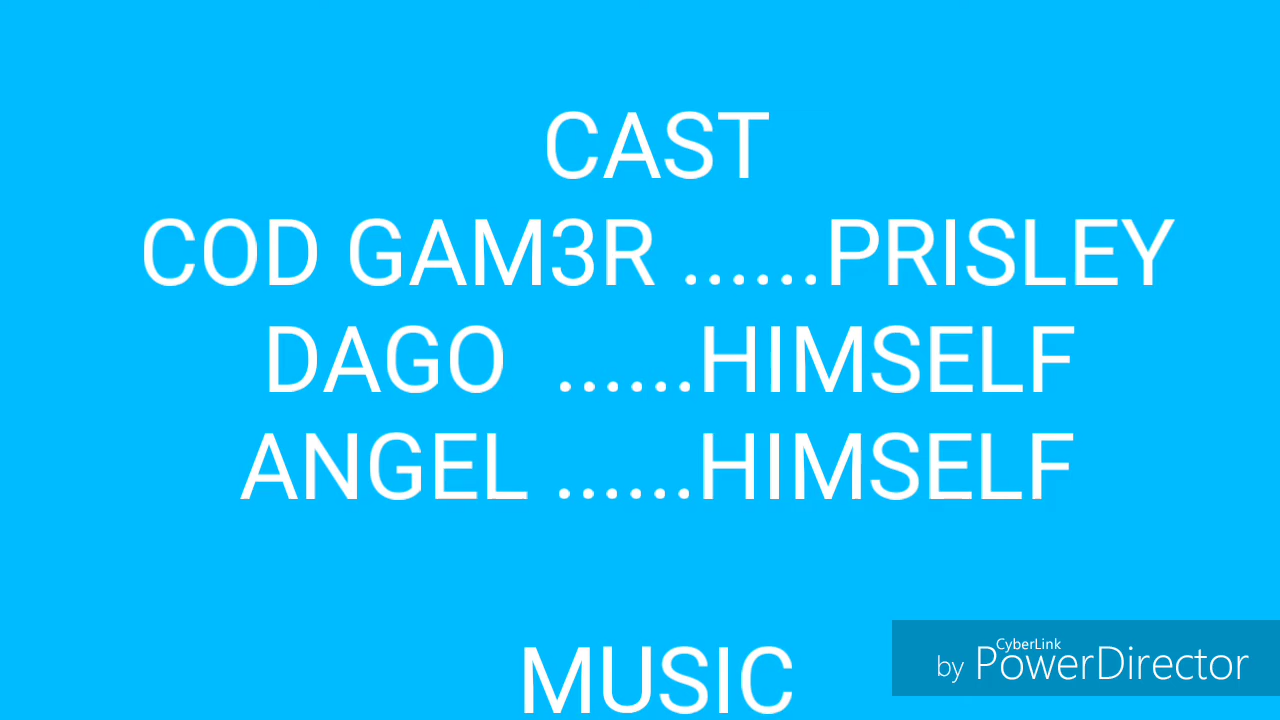 CAST
COD GAM3R ......PRISLEY
DAGO ......HIMSELF
ANGEL ......HIMSELF
MUSIC
by CyberLink PowerDirector